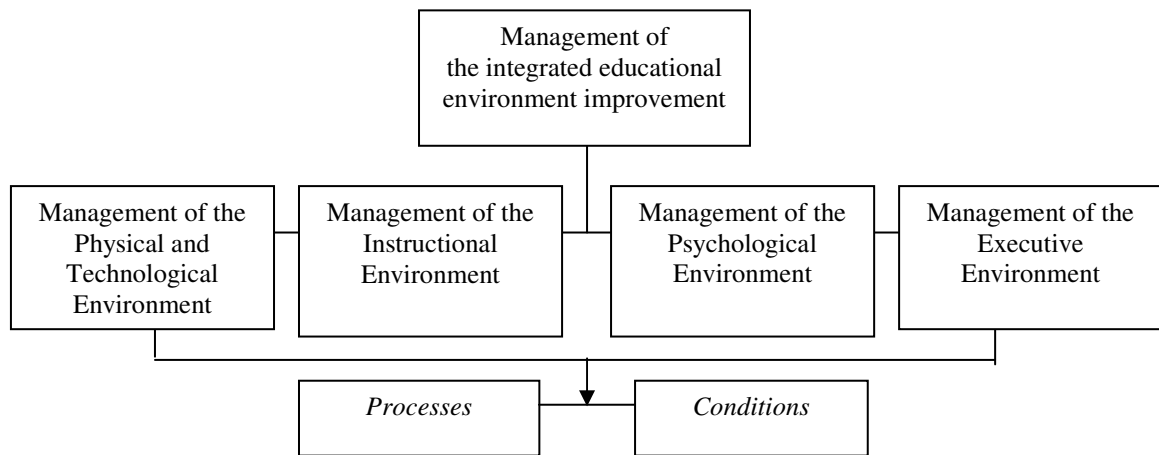 Management of
the integrated educational
environment improvement
Management of the
Physical and
Technological
Environment
Management of the
Instructional
Environment
Management of the
Psychological
Environment
Management of the
Executive
Environment
Processes
Conditions